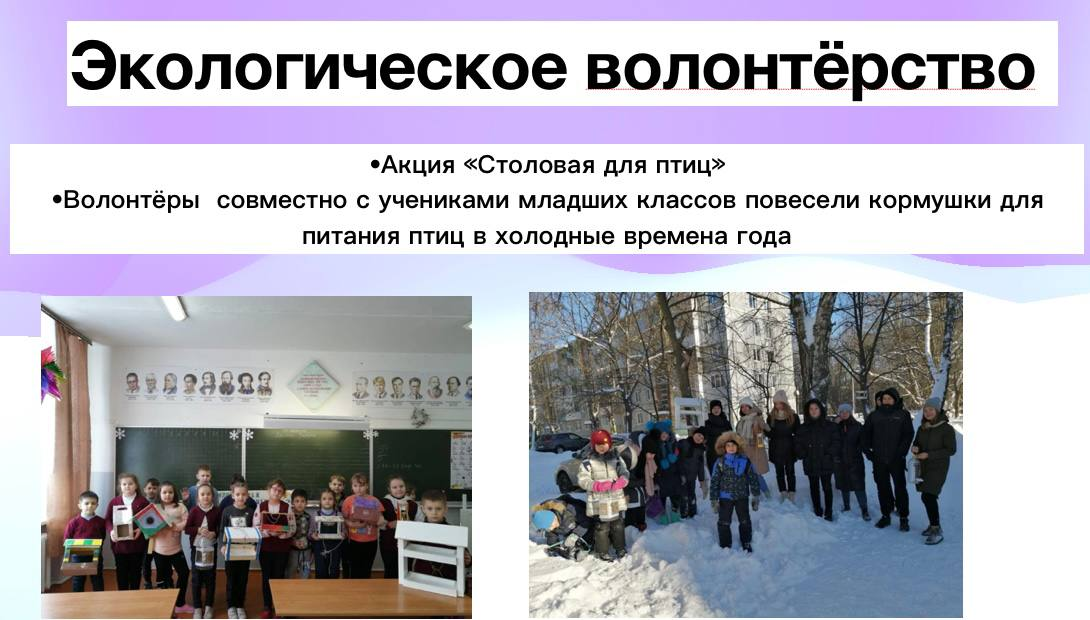 Экологическое волонтёрство
•Акция «Столовая для птиц»
•Волонтёры совместно с учениками младших классов повесели кормушки для
питания птиц в холодные времена года